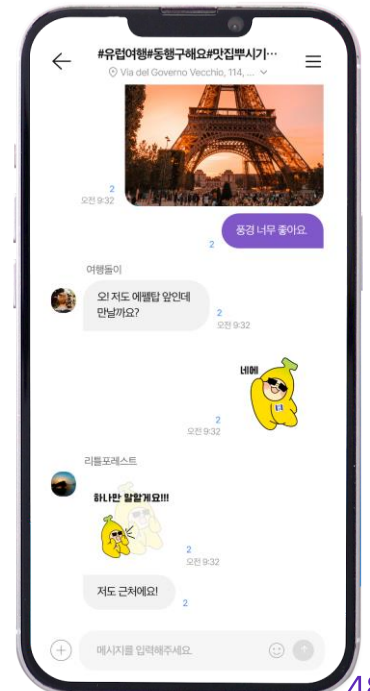 #유럽여행#동행구해요#맛집뿌시기…
Via del Governo Vecchio, 114, ...
2
오전 9:32
풍경 너무 좋아요
2
여행돌이
오! 저도 에펠탑 앞인데
만날까요?
2
오전 9:32
네에
2
오전 9:32
리틀포레스트
하나만 말할게요!!!
2
오전 9:32
저도 근처에요!
2
메시지를 입력해주세요.